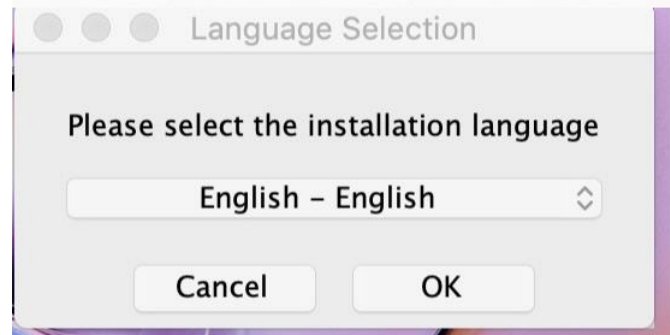 Language Selection
Please select the installation language
English – English
Cancel
OK